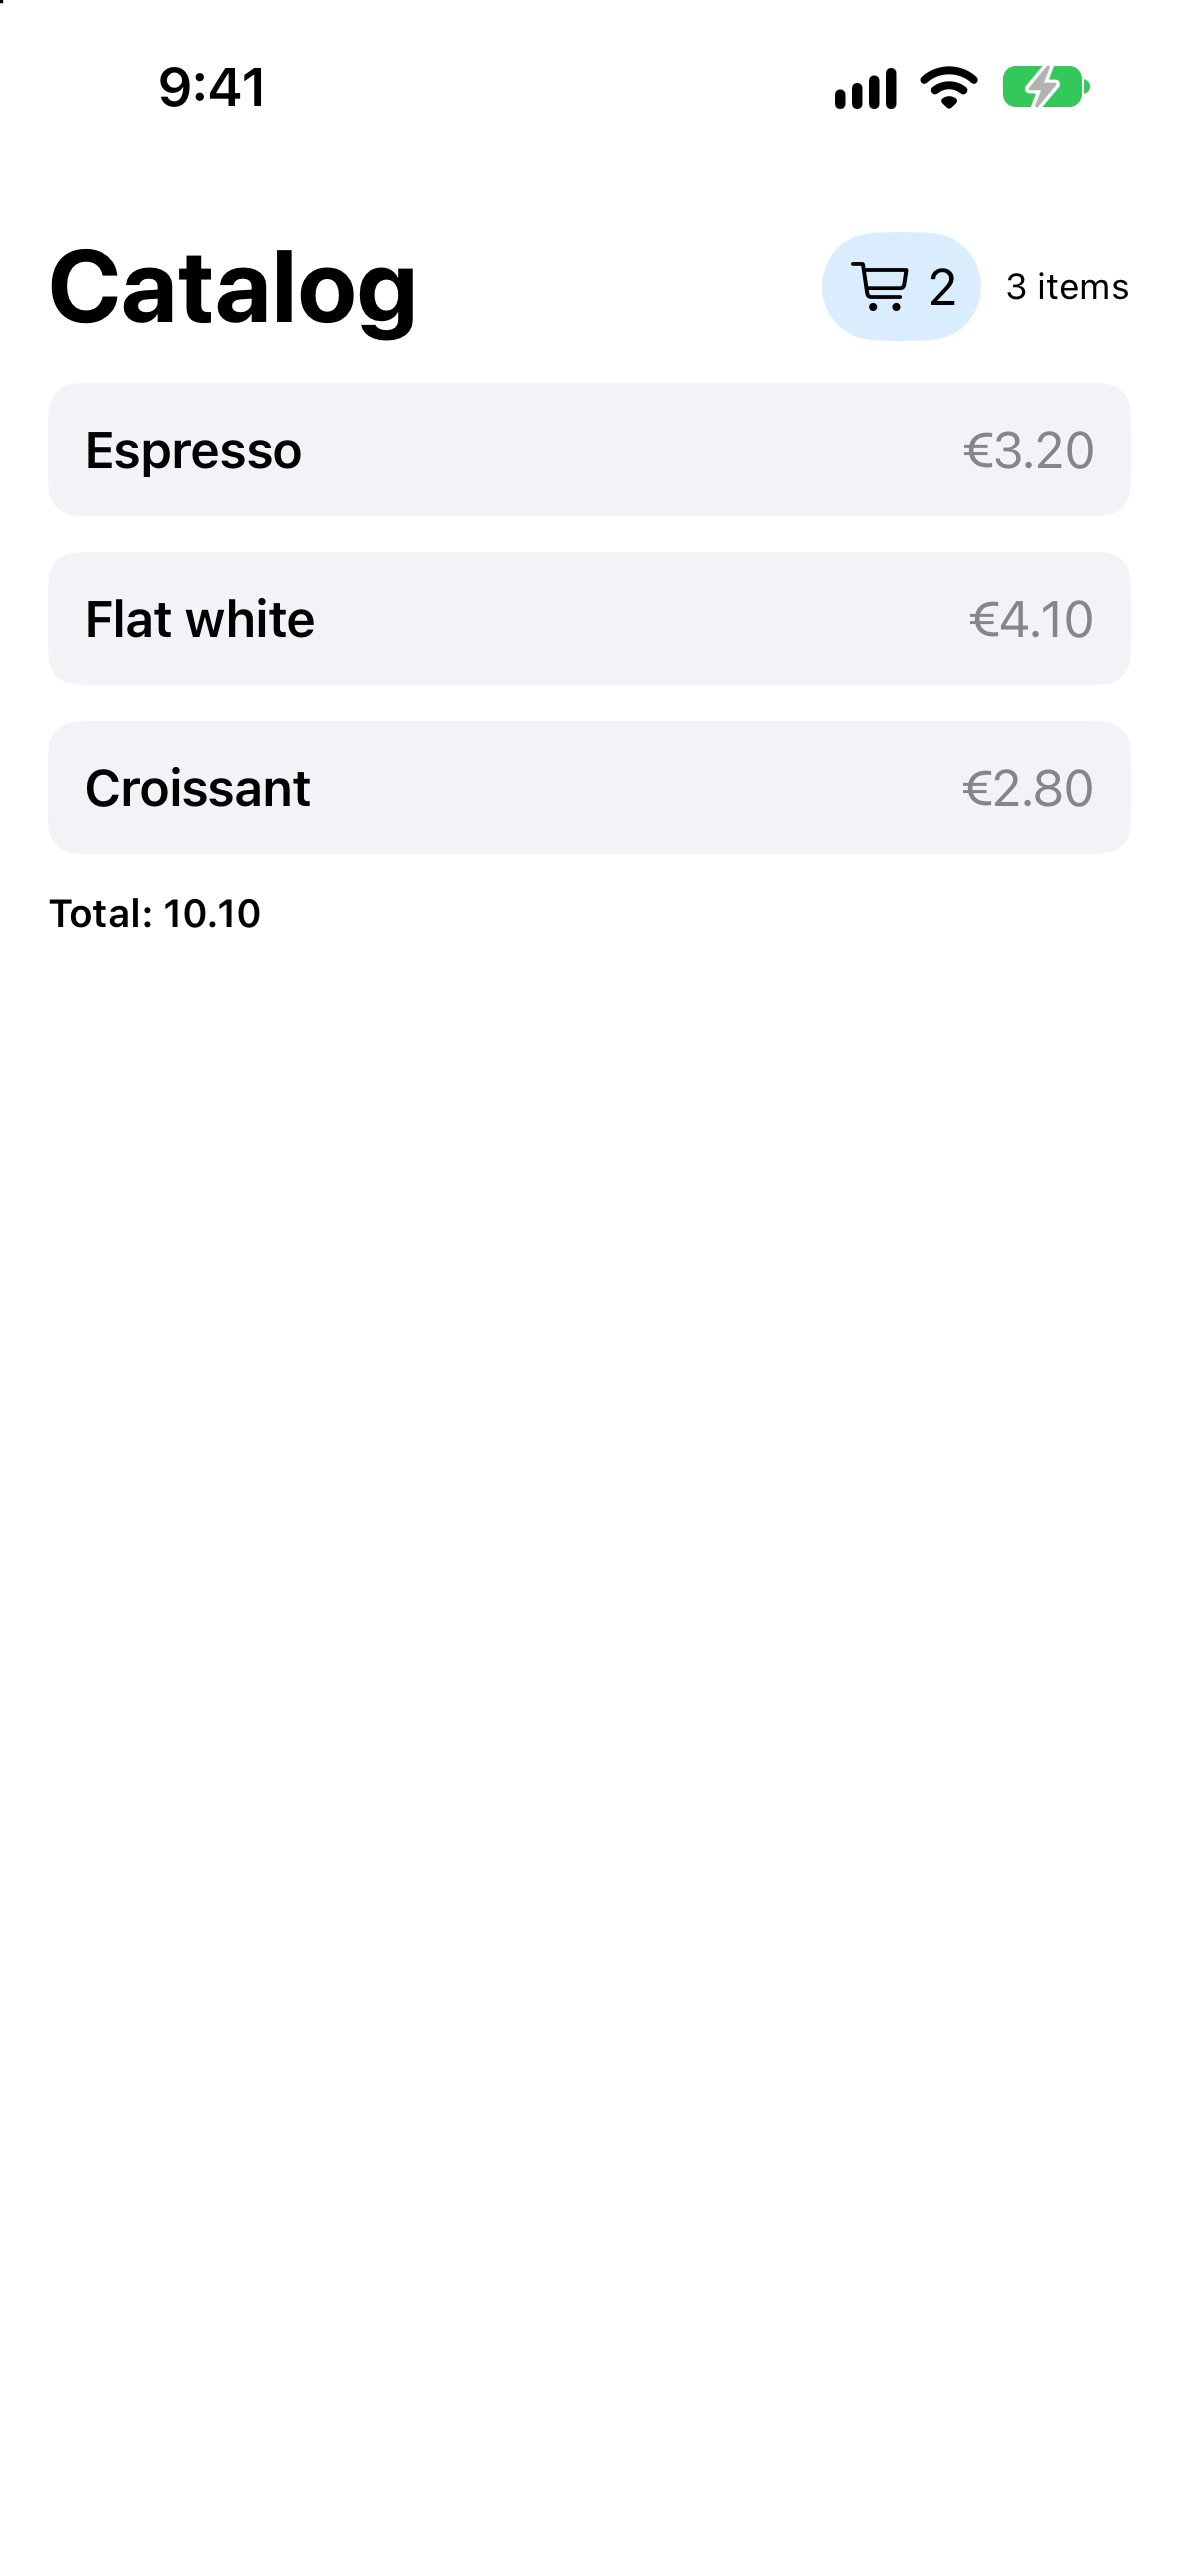 9:41
Catalog
2
3 items
Espresso
€3.20
Flat white
€4.10
Croissant
€2.80
Total: 10.10